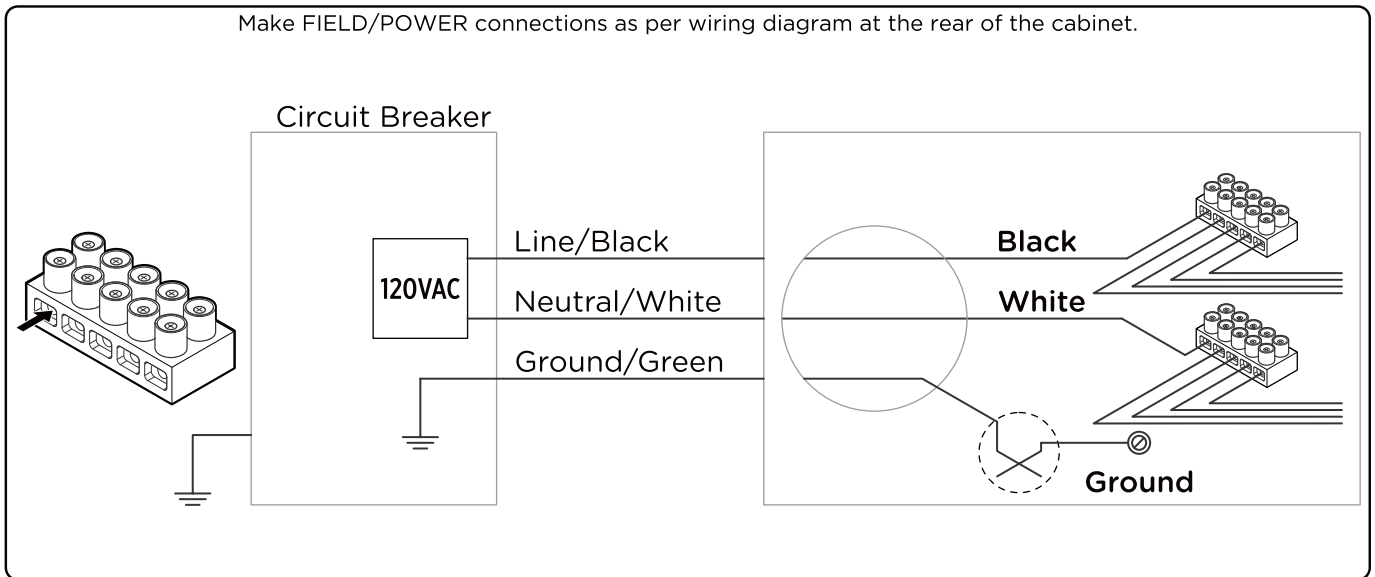 Make FIELD/POWER connections as per wiring diagram at the rear of the cabinet.
Circuit Breaker
120VAC
Line/Black
Neutral/White
Ground/Green
Black
White
Ground